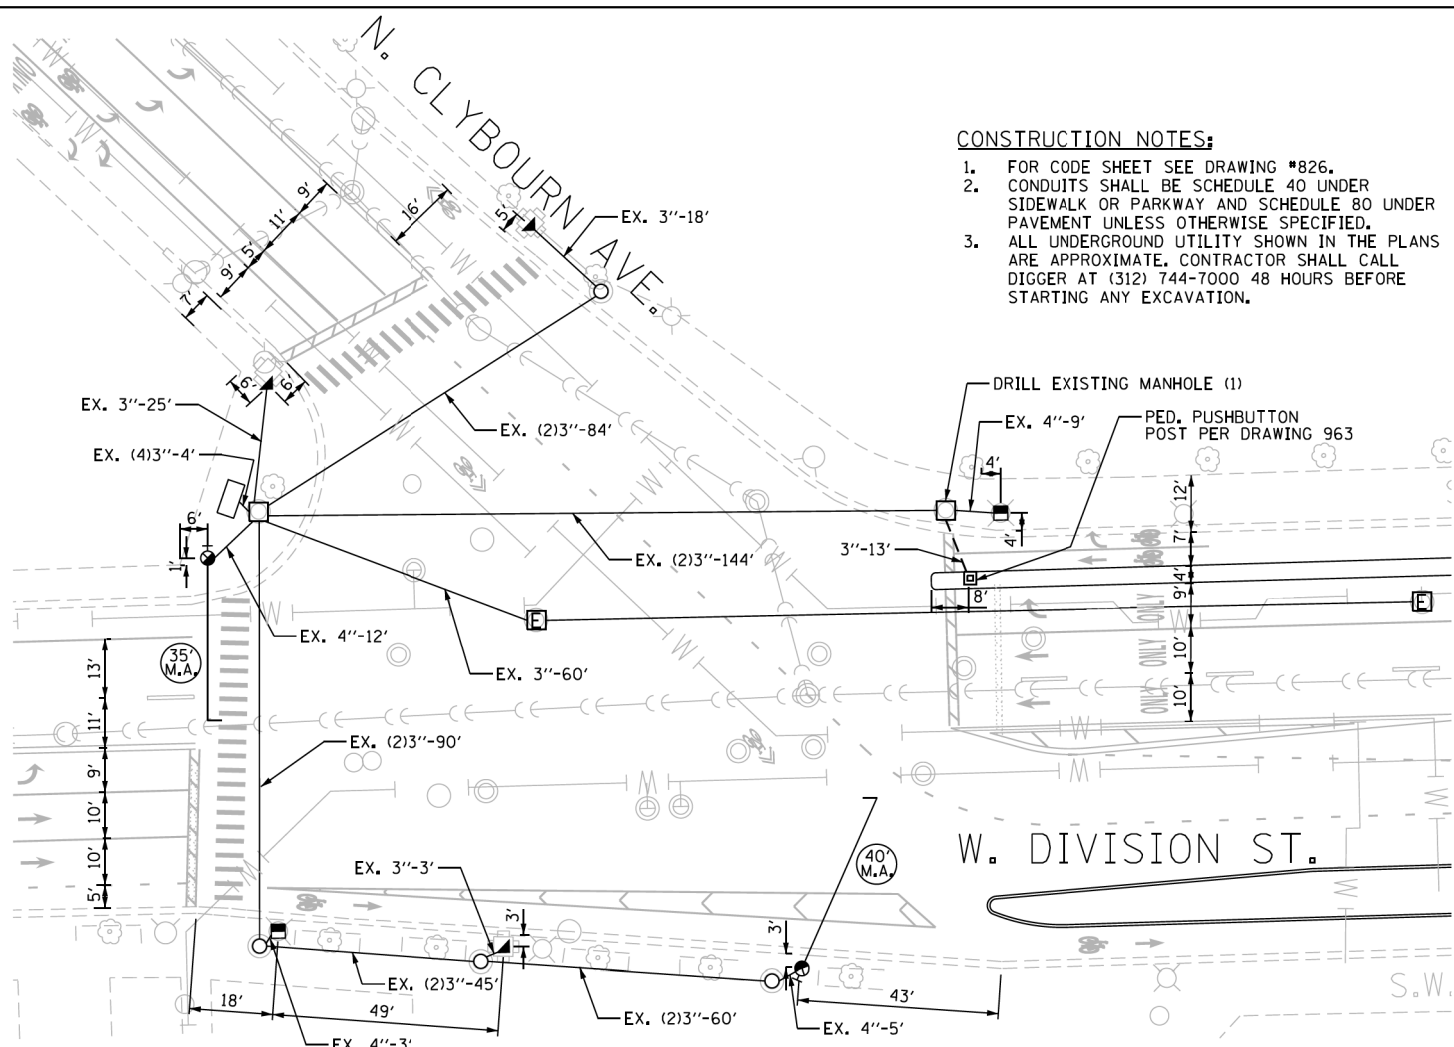 N. CLYBOURN AVE.
CONSTRUCTION NOTES:
1. FOR CODE SHEET SEE DRAWING #826.
2. CONDUITS SHALL BE SCHEDULE 40 UNDER
SIDEWALK OR PARKWAY AND SCHEDULE 80 UNDER
PAVEMENT UNLESS OTHERWISE SPECIFIED.
3. ALL UNDERGROUND UTILITY SHOWN IN THE PLANS
ARE APPROXIMATE. CONTRACTOR SHALL CALL
DIGGER AT (312) 744-7000 48 HOURS BEFORE
STARTING ANY EXCAVATION.
9'
11'
5'
9'
7'
16'
5'
EX. 3''-18'
6'
6'
EX. 3''-25'
EX. (4)3''-4'
EX. (2)3''-84'
DRILL EXISTING MANHOLE (1)
EX. 4''-9'
PED. PUSHBUTTON
POST PER DRAWING 963
4'
4'
12'
7'
4'
9'
10'
10'
6'
1'
EX. (2)3''-144'
3''-13'
8'
E
E
ONLY
ONLY
ONLY
ONLY
EX. 4''-12'
EX. 3''-60'
35'
M.A.
13'
11'
9'
10'
10'
5'
EX. (2)3''-90'
W. DIVISION ST.
EX. 3''-3'
40'
M.A.
3'
3'
EX. (2)3''-45'
18'
49'
EX. (2)3''-60'
43'
EX. 4''-5'
EX. 4''-3'
S.W.
W
W
W
W
W
W
W
W
W
W
W
W
W
W